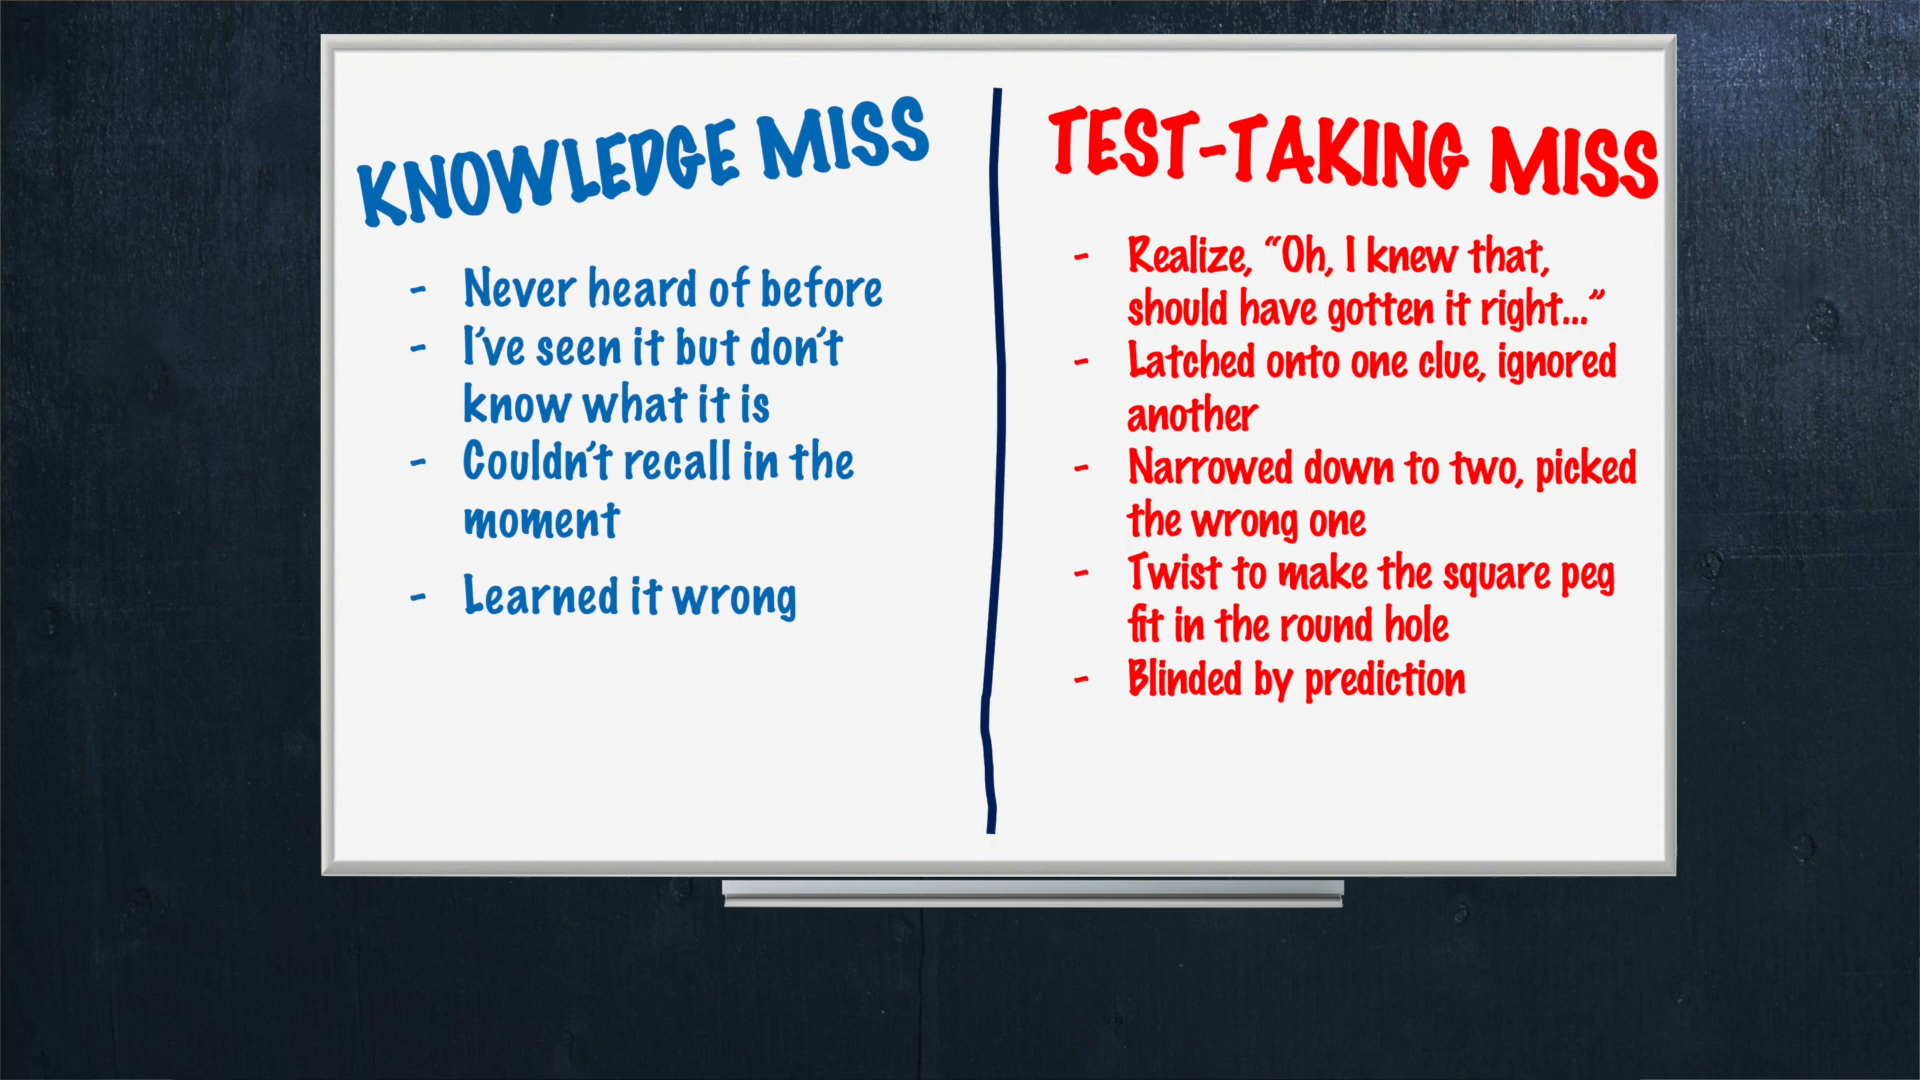 KNOWLEDGE MISS
- Never heard of before
- I've seen it but don't
know what it is
- Couldn't recall in the
moment
- Learned it wrong
TEST-TAKING MISS
- Realize, “Oh, I knew that,
should have gotten it right...”
- Latched onto one clue, ignored
another
- Narrowed down to two, picked
the wrong one
- Twist to make the square peg
fit in the round hole
- Blinded by prediction